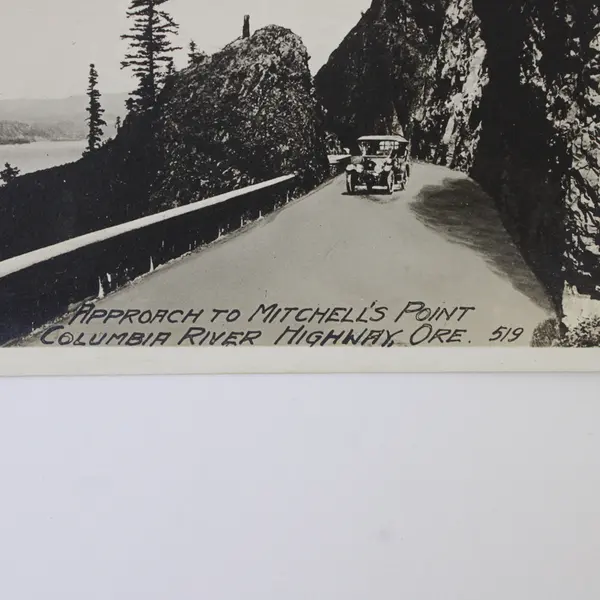 APPROACH TO MITCHELL'S POINT
COLUMBIA RIVER HIGHWAY, ORE. 519